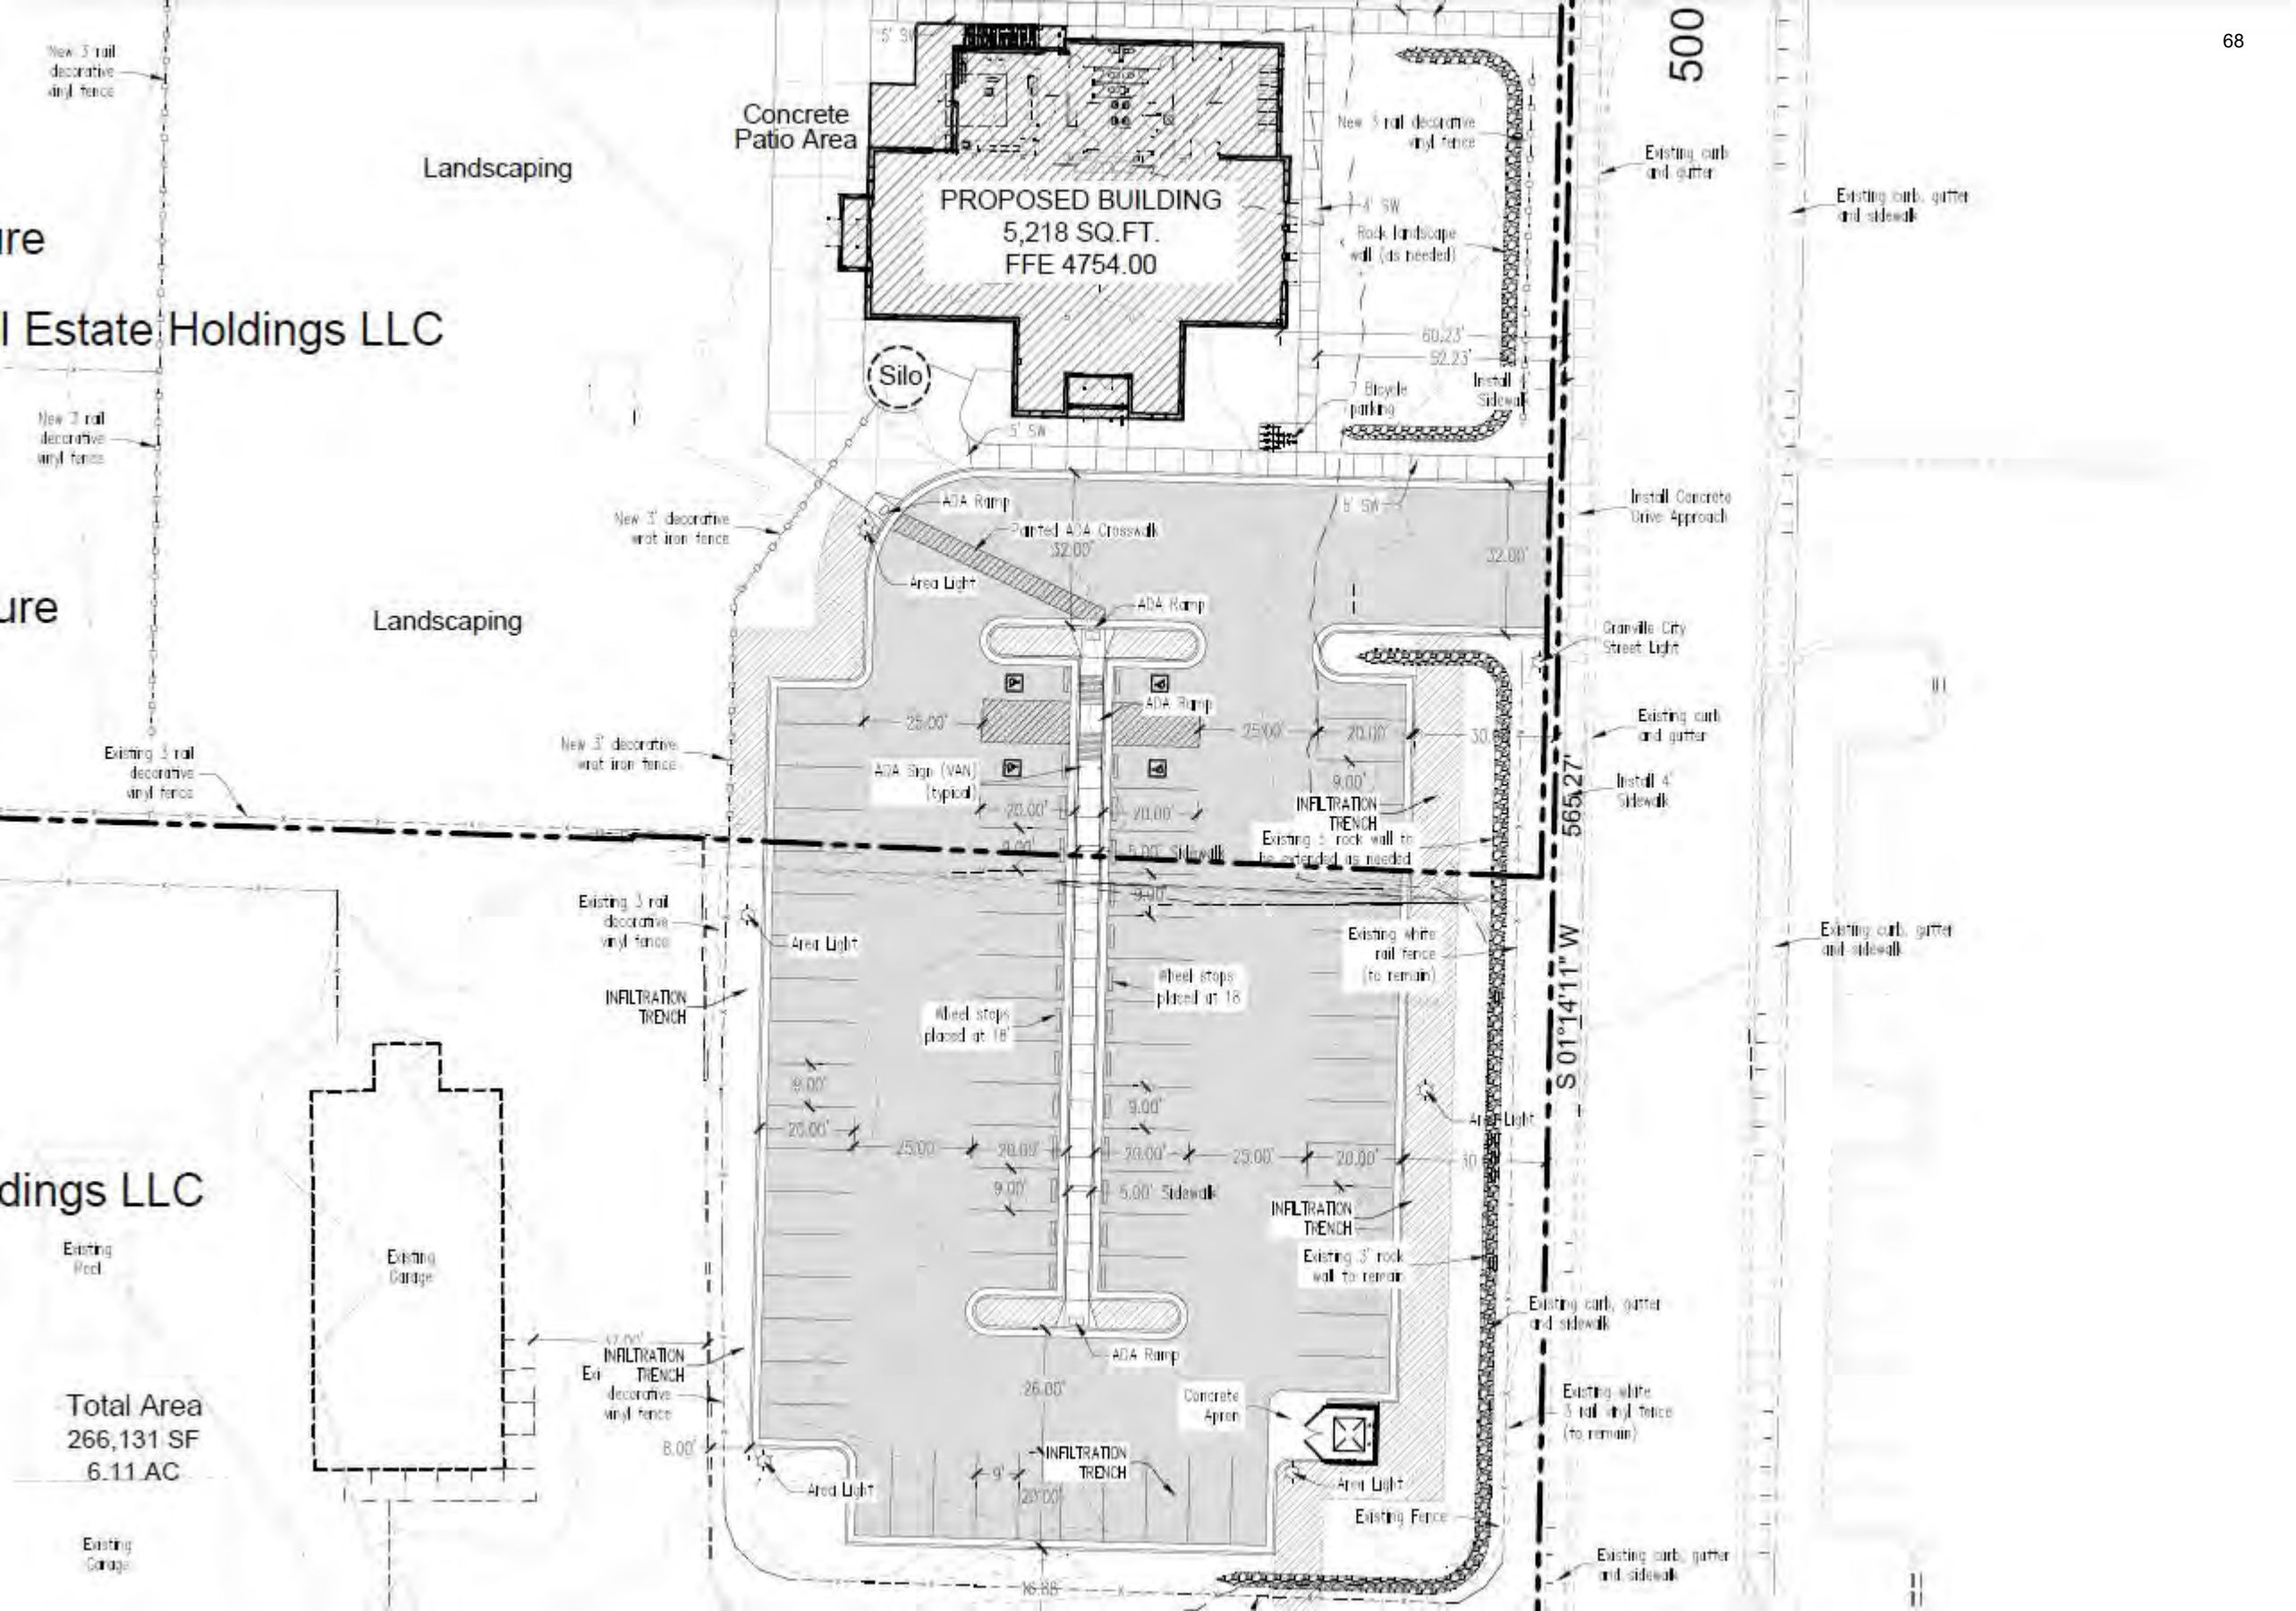 68
500
New 3 rail
decorative
vinyl fence
5' SW
Concrete
Patio Area
Landscaping
PROPOSED BUILDING
5,218 SQ.FT.
FFE 4754.00
New 3 rail decorative
vinyl fence
4' SW
Rock landscape
wall (as needed)
Existing curb
and gutter
Existing curb, gutter
and sidewalk
ure
l Estate Holdings LLC
60.23'
52.23'
Silo
7 Bicycle
parking
Install
Sidewalk
New 3 rail
decorative
vinyl fence
5' SW
ADA Ramp
Painted ADA Crosswalk
32.00'
New 3' decorative
wrot iron fence
Area Light
Install Concrete
Drive Approach
32.00'
ADA Ramp
ure
Landscaping
Granville City
Street Light
ADA Ramp
25.00'
25.00'
20.00'
Existing curb
and gutter
Existing 3 rail
decorative
vinyl fence
New 3' decorative
wrot iron fence
ADA Sign (VAN)
(typical)
9.00'
20.00'
20.00'
INFILTRATION
TRENCH
565.27'
Install 4'
Sidewalk
9.00'
5.00' Sidewalk
Existing 3' rock wall to
be extended as needed
9.00'
Existing 3 rail
decorative
vinyl fence
Area Light
Existing white
rail fence
(to remain)
Existing curb, gutter
and sidewalk
S 01°14'11" W
INFILTRATION
TRENCH
Wheel stops
placed at 18
Wheel stops
placed at 18'
9.00'
9.00'
Area Light
20.00'
25.00'
20.00'
20.00'
25.00'
20.00'
9.00'
5.00' Sidewalk
dings LLC
INFILTRATION
TRENCH
Existing
Pool
Existing
Garage
Existing 3' rock
wall to remain
Existing curb, gutter
and sidewalk
INFILTRATION
Exi TRENCH
decorative
vinyl fence
ADA Ramp
26.00'
Concrete
Apron
Existing white
3 rail vinyl fence
(to remain)
Total Area
266,131 SF
6.11 AC
8.00'
Area Light
9'
INFILTRATION
TRENCH
20.00'
Area Light
Existing Fence
Existing
Garage
Existing curb, gutter
and sidewalk
16.88